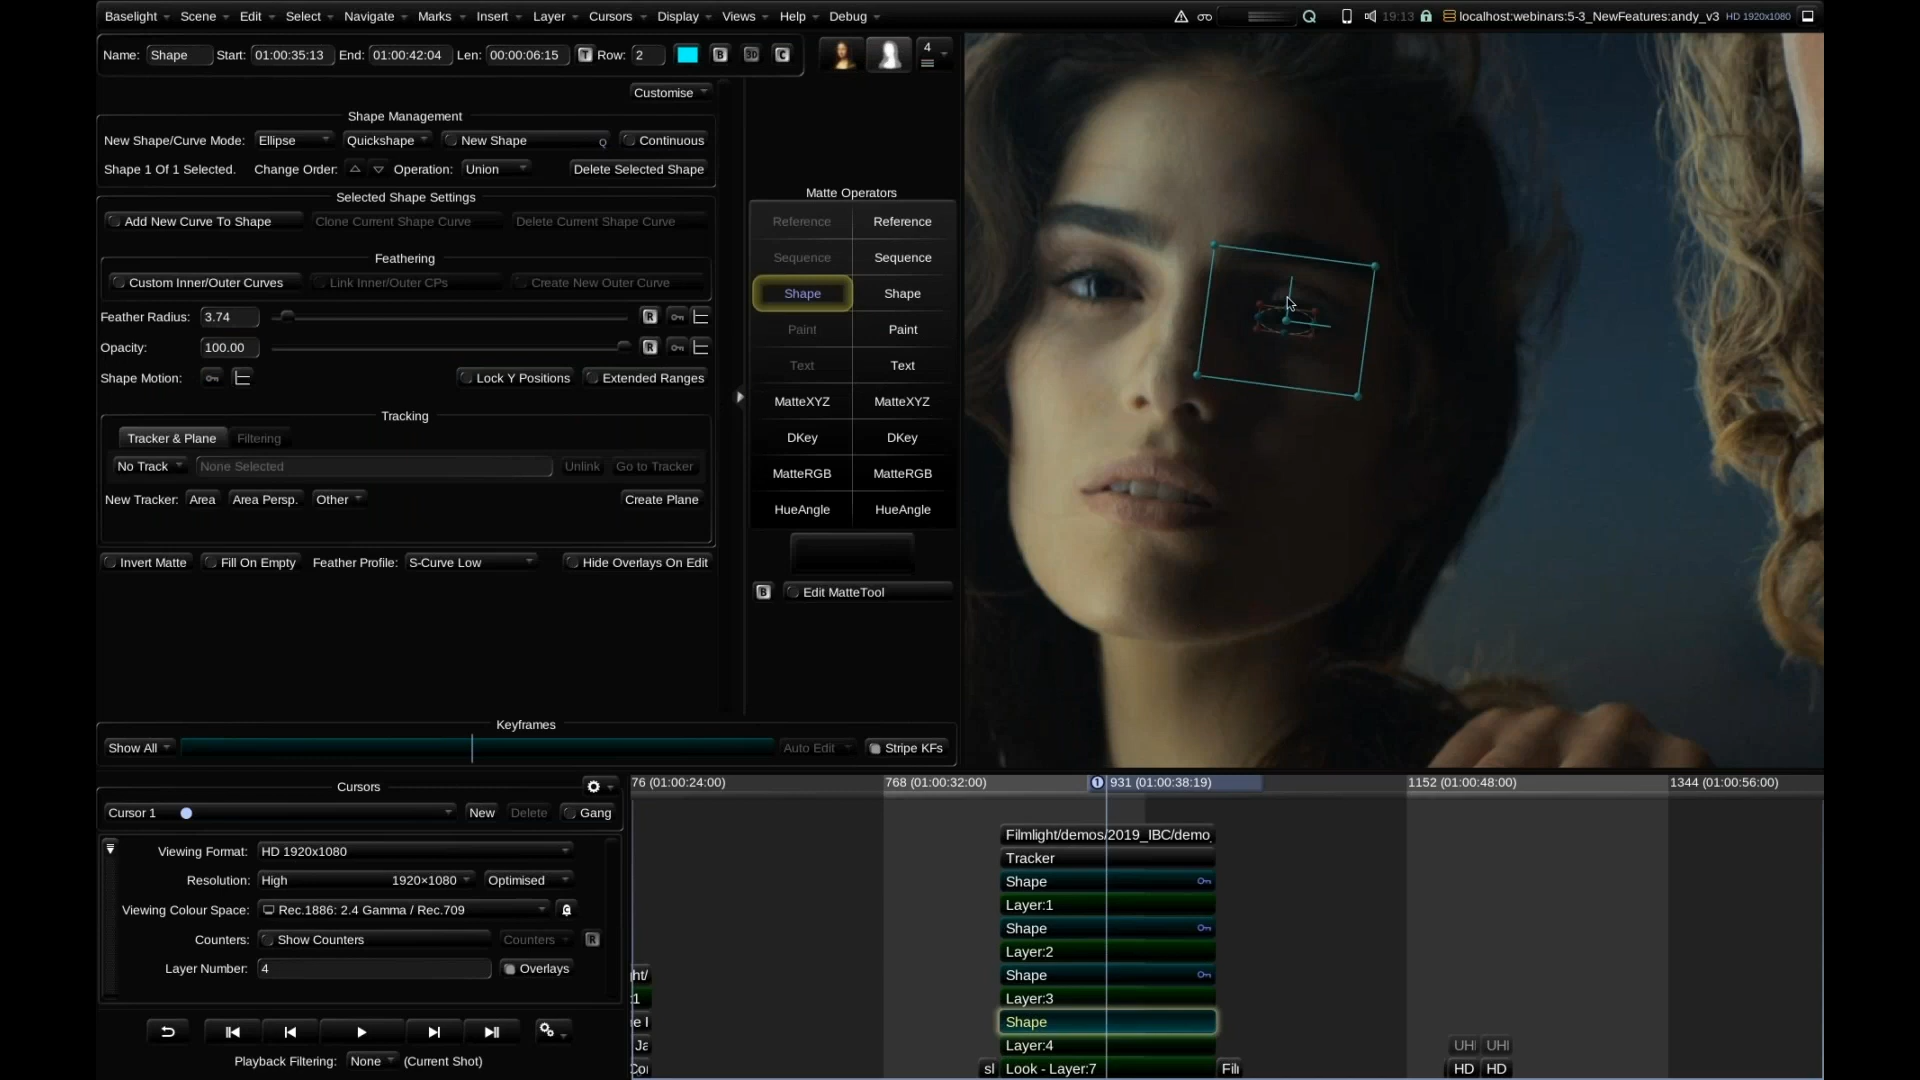 Baselight Scene Edit Select Navigate Marks Insert Layer Cursors Display Views Help Debug 19:13 localhost:webinars:5-3_NewFeatures:andy_v3 HD 1920x1080
Name: Shape Start: 01:00:35:13 End: 01:00:42:04 Len: 00:00:06:15 T Row: 2 B 3D C 4
Customise
Shape Management
New Shape/Curve Mode: Ellipse Quickshape New Shape Q Continuous
Shape 1 Of 1 Selected. Change Order: Operation: Union Delete Selected Shape
Selected Shape Settings
Add New Curve To Shape Clone Current Shape Curve Delete Current Shape Curve
Feathering
Custom Inner/Outer Curves Link Inner/Outer CPs Create New Outer Curve
Feather Radius: 3.74 R
Opacity: 100.00 R
Shape Motion: Lock Y Positions Extended Ranges
Tracking
Tracker & Plane Filtering
No Track None Selected Unlink Go to Tracker
New Tracker: Area Area Persp. Other Create Plane
Invert Matte Fill On Empty Feather Profile: S-Curve Low Hide Overlays On Edit
Matte Operators
Reference Reference
Sequence Sequence
Shape Shape
Paint Paint
Text Text
MatteXYZ MatteXYZ
DKey DKey
MatteRGB MatteRGB
HueAngle HueAngle
B Edit MatteTool
Keyframes
Show All Auto Edit Stripe KFs
Cursors
Cursor 1 New Delete Gang
Viewing Format: HD 1920x1080
Resolution: High 1920×1080 Optimised
Viewing Colour Space: Rec.1886: 2.4 Gamma / Rec.709
Counters: Show Counters Counters R
Layer Number: 4 Overlays
Playback Filtering: None (Current Shot)
76 (01:00:24:00) 768 (01:00:32:00) 1 931 (01:00:38:19) 1152 (01:00:48:00) 1344 (01:00:56:00)
Filmlight/demos/2019_IBC/demo
Tracker
Shape
Layer:1
Shape
Layer:2
Shape
Layer:3
Shape
Layer:4
Look - Layer:7
UHI UHI
HD HD